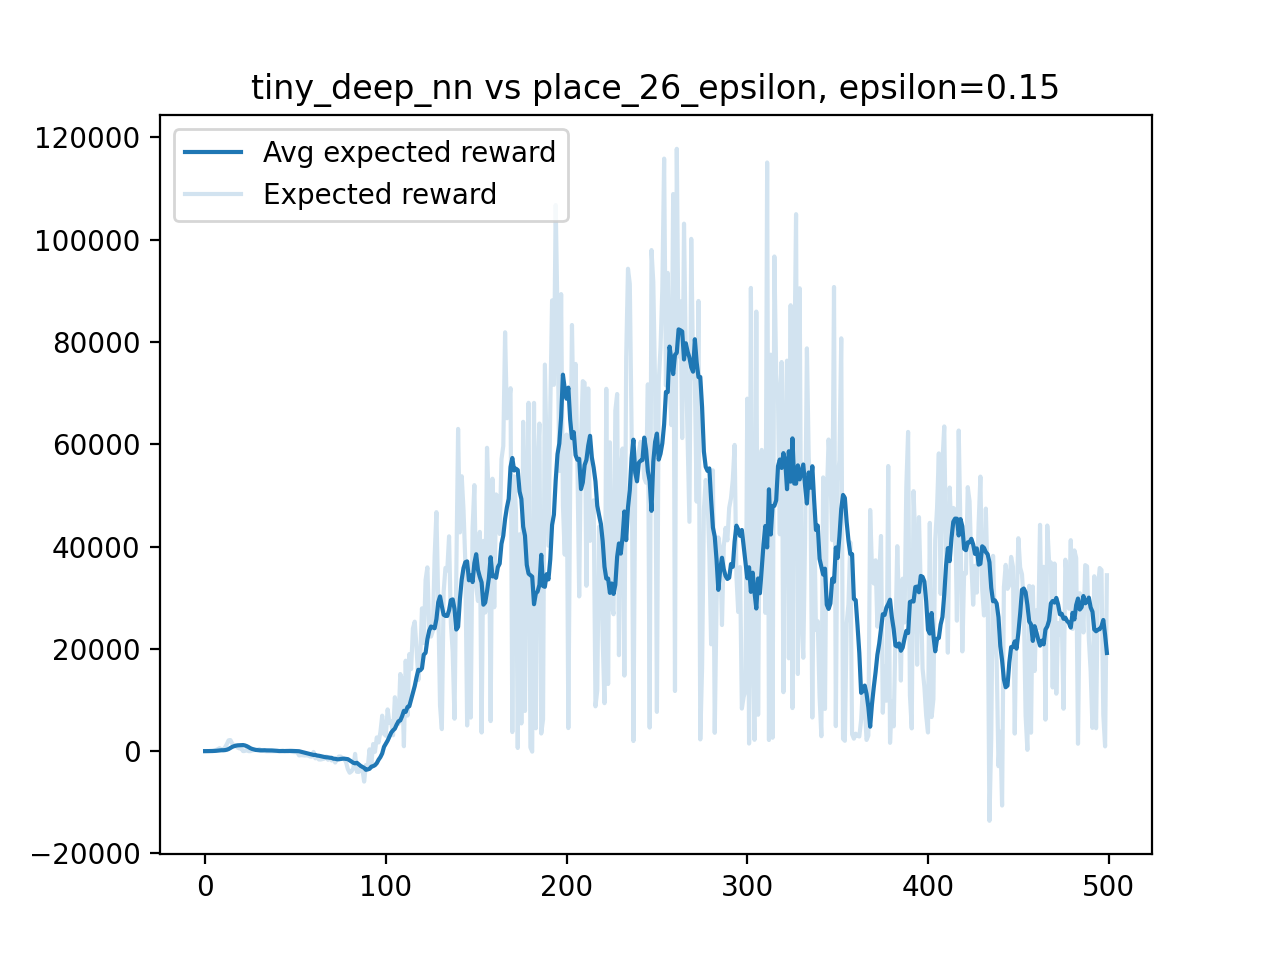 tiny_deep_nn vs place_26_epsilon, epsilon=0.15
Avg expected reward
Expected reward
120000
100000
80000
60000
40000
20000
0
−20000
0 100 200 300 400 500